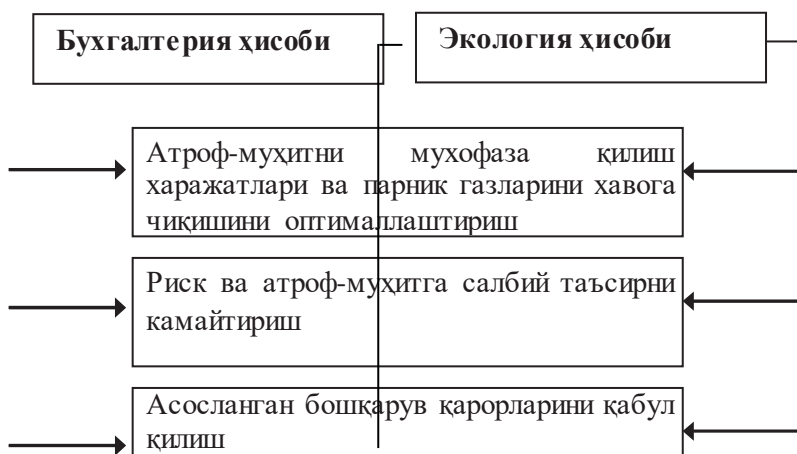 Бухгалтерия ҳисоби
Экология ҳисоби
Атроф-муҳитни мухофаза қилиш
харажатлари ва парник газларини хавога
чиқишини оптималлаштириш
Риск ва атроф-муҳитга салбий таъсирни
камайтириш
Асосланган бошқарув қарорларини қабул
қилиш